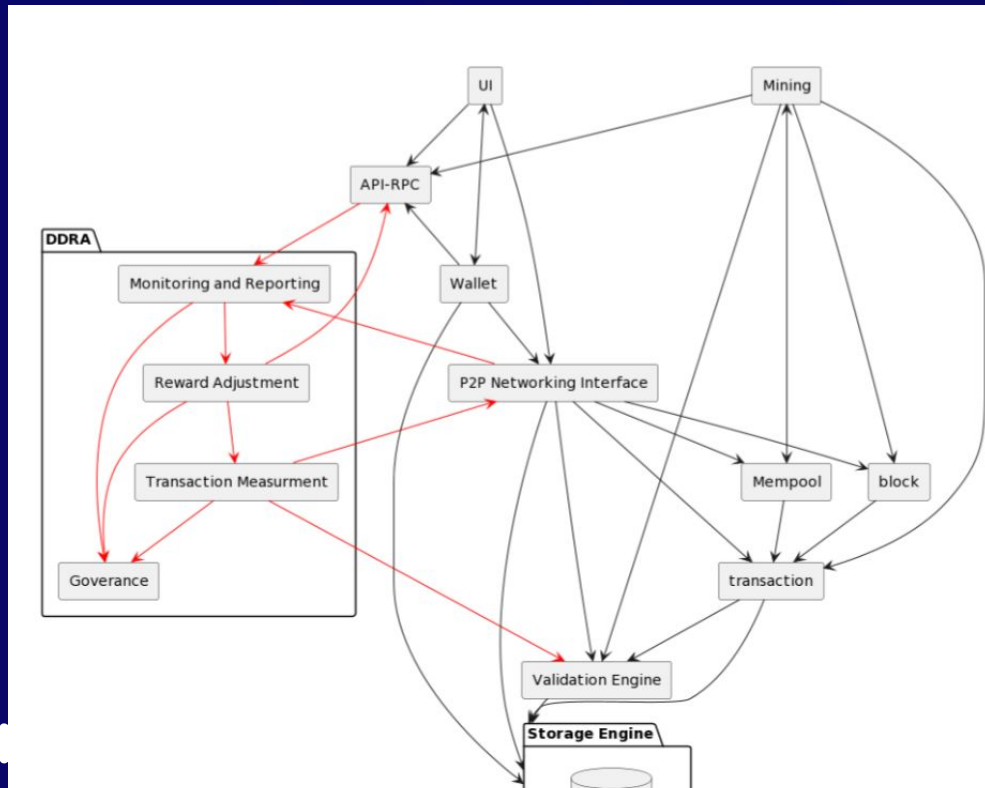 UI
Mining
API-RPC
DDRA
Monitoring and Reporting
Wallet
Reward Adjustment
P2P Networking Interface
Transaction Measurment
Mempool
block
Goverance
transaction
Validation Engine
Storage Engine